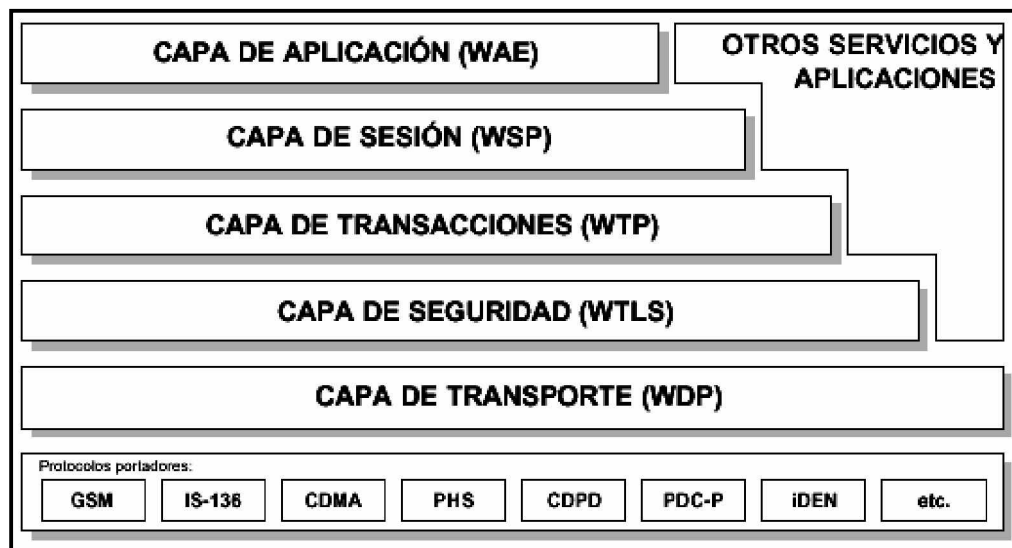 CAPA DE APLICACIÓN (WAE)
OTROS SERVICIOS Y
APLICACIONES
CAPA DE SESIÓN (WSP)
CAPA DE TRANSACCIONES (WTP)
CAPA DE SEGURIDAD (WTLS)
CAPA DE TRANSPORTE (WDP)
Protocolos portadores:
GSM IS-136 CDMA PHS CDPD PDC-P iDEN etc.